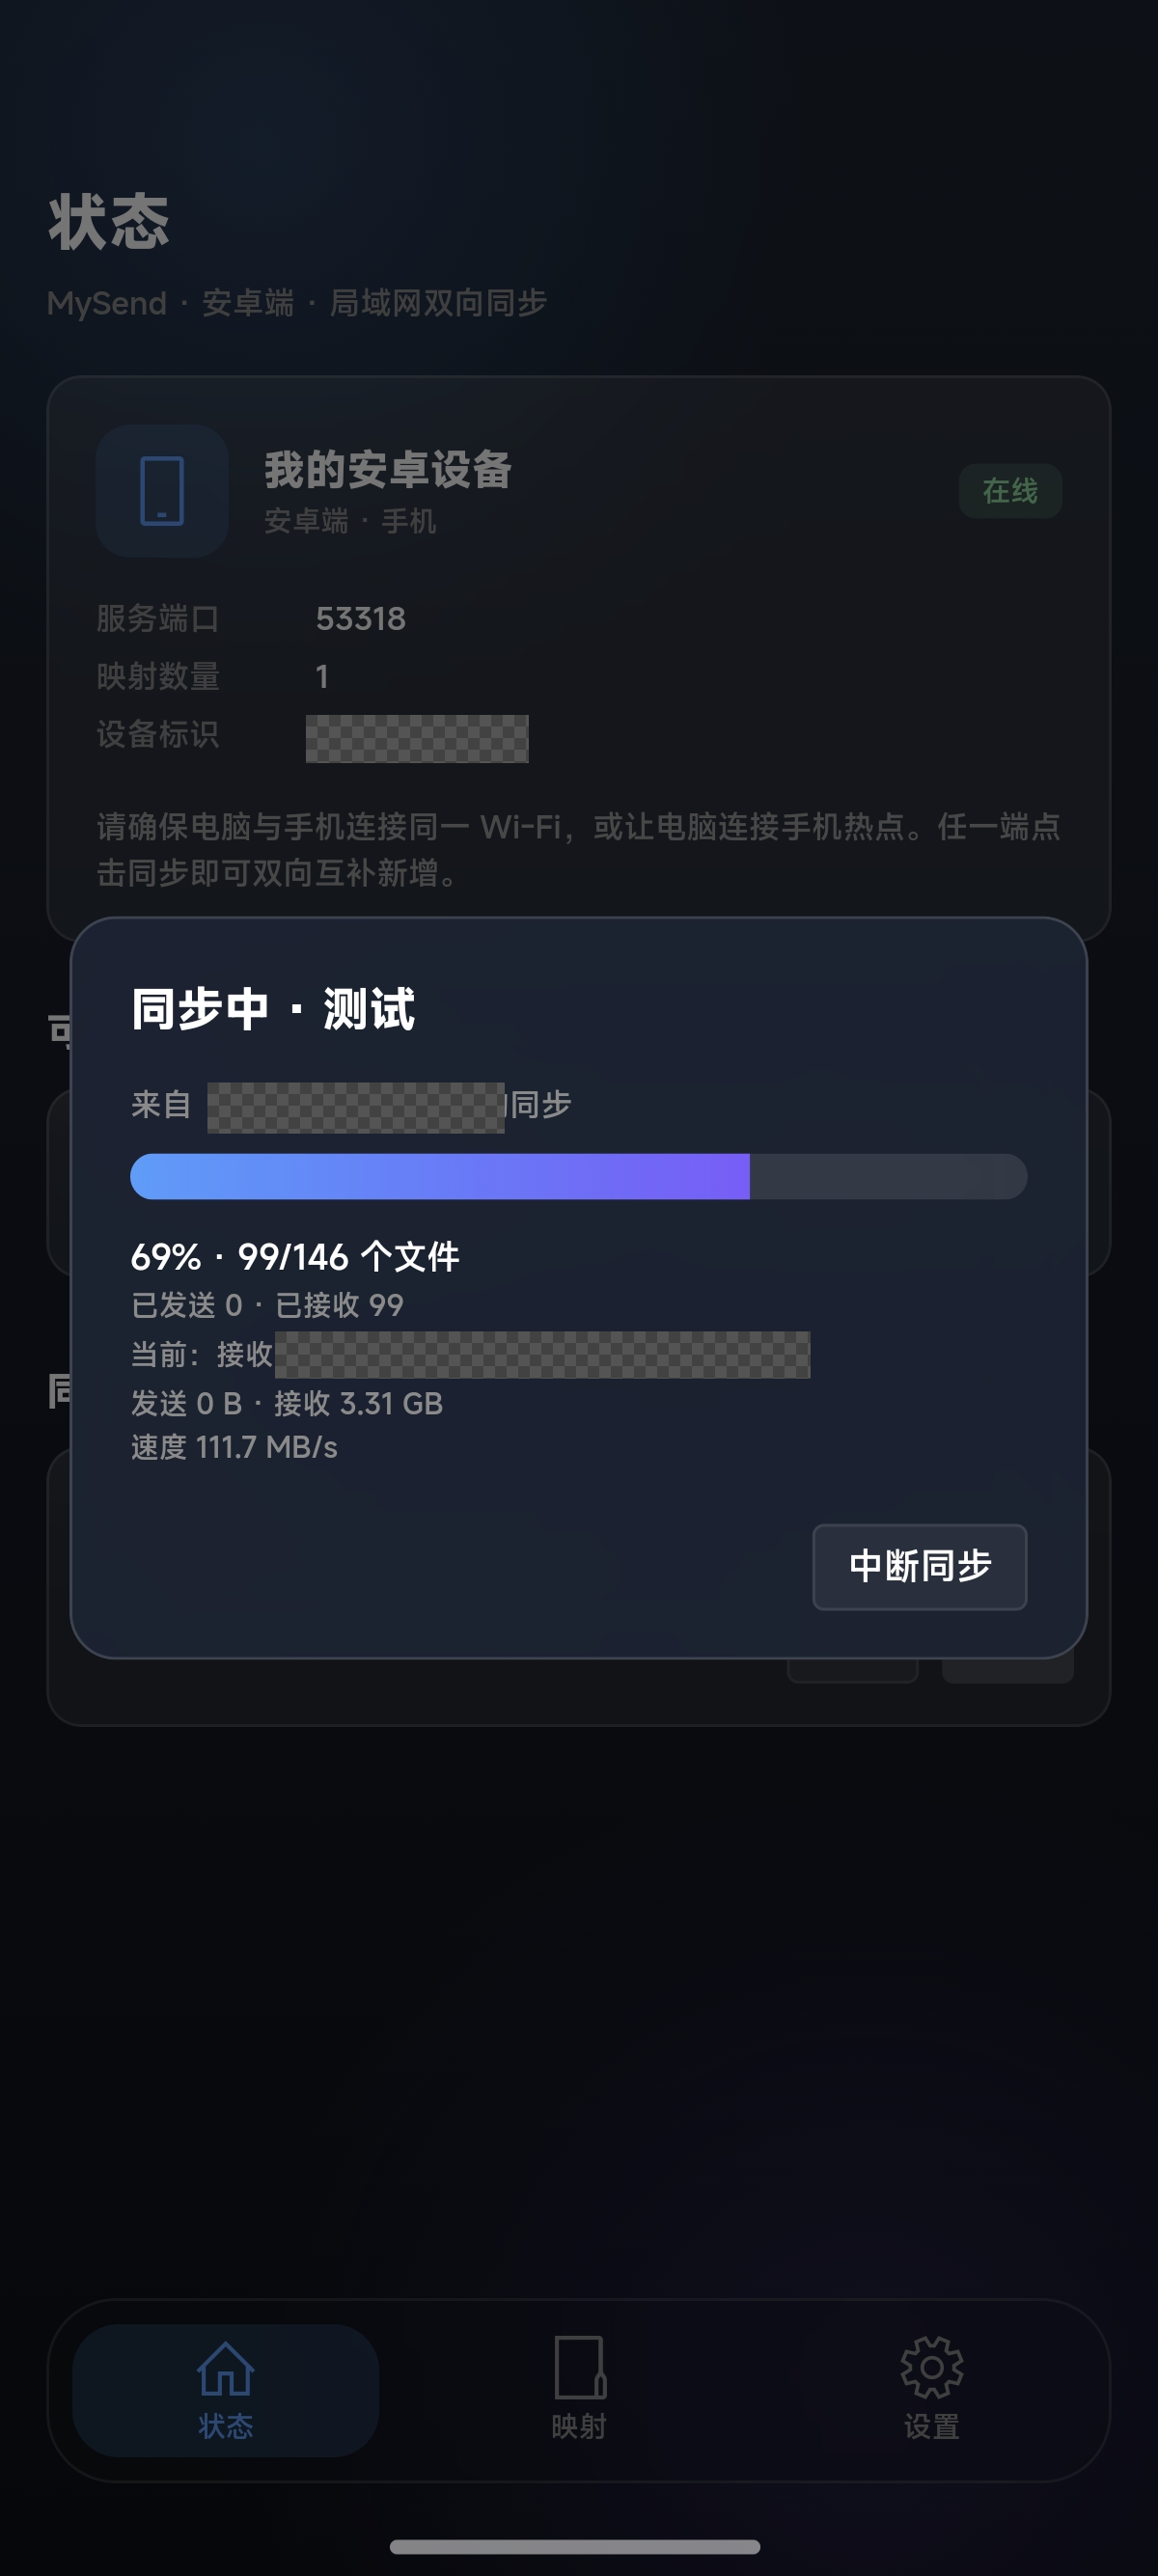 状态
MySend · 安卓端 · 局域网双向同步
我的安卓设备
安卓端 · 手机
在线
服务端口 53318
映射数量 1
设备标识
请确保电脑与手机连接同一 Wi-Fi，或让电脑连接手机热点。任一端点
击同步即可双向互补新增。
同步中 · 测试
来自 同步
69% · 99/146 个文件
已发送 0 · 已接收 99
当前：接收
发送 0 B · 接收 3.31 GB
速度 111.7 MB/s
中断同步
状态
映射
设置